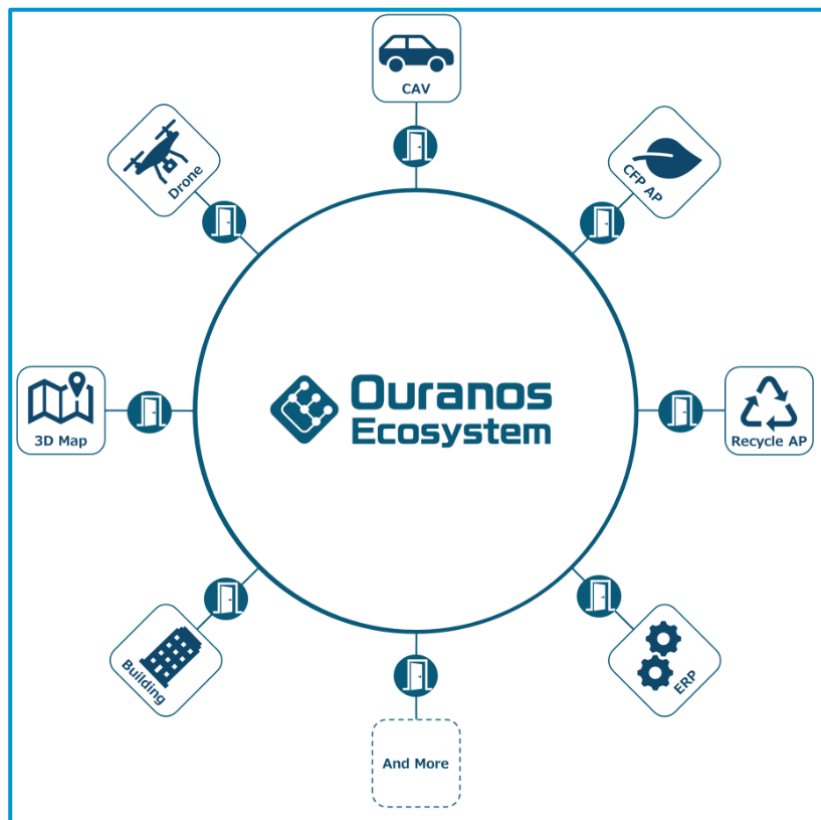 CAV
Drone
CFP AP
Ouranos
Ecosystem
3D Map
Recycle AP
Building
ERP
And More